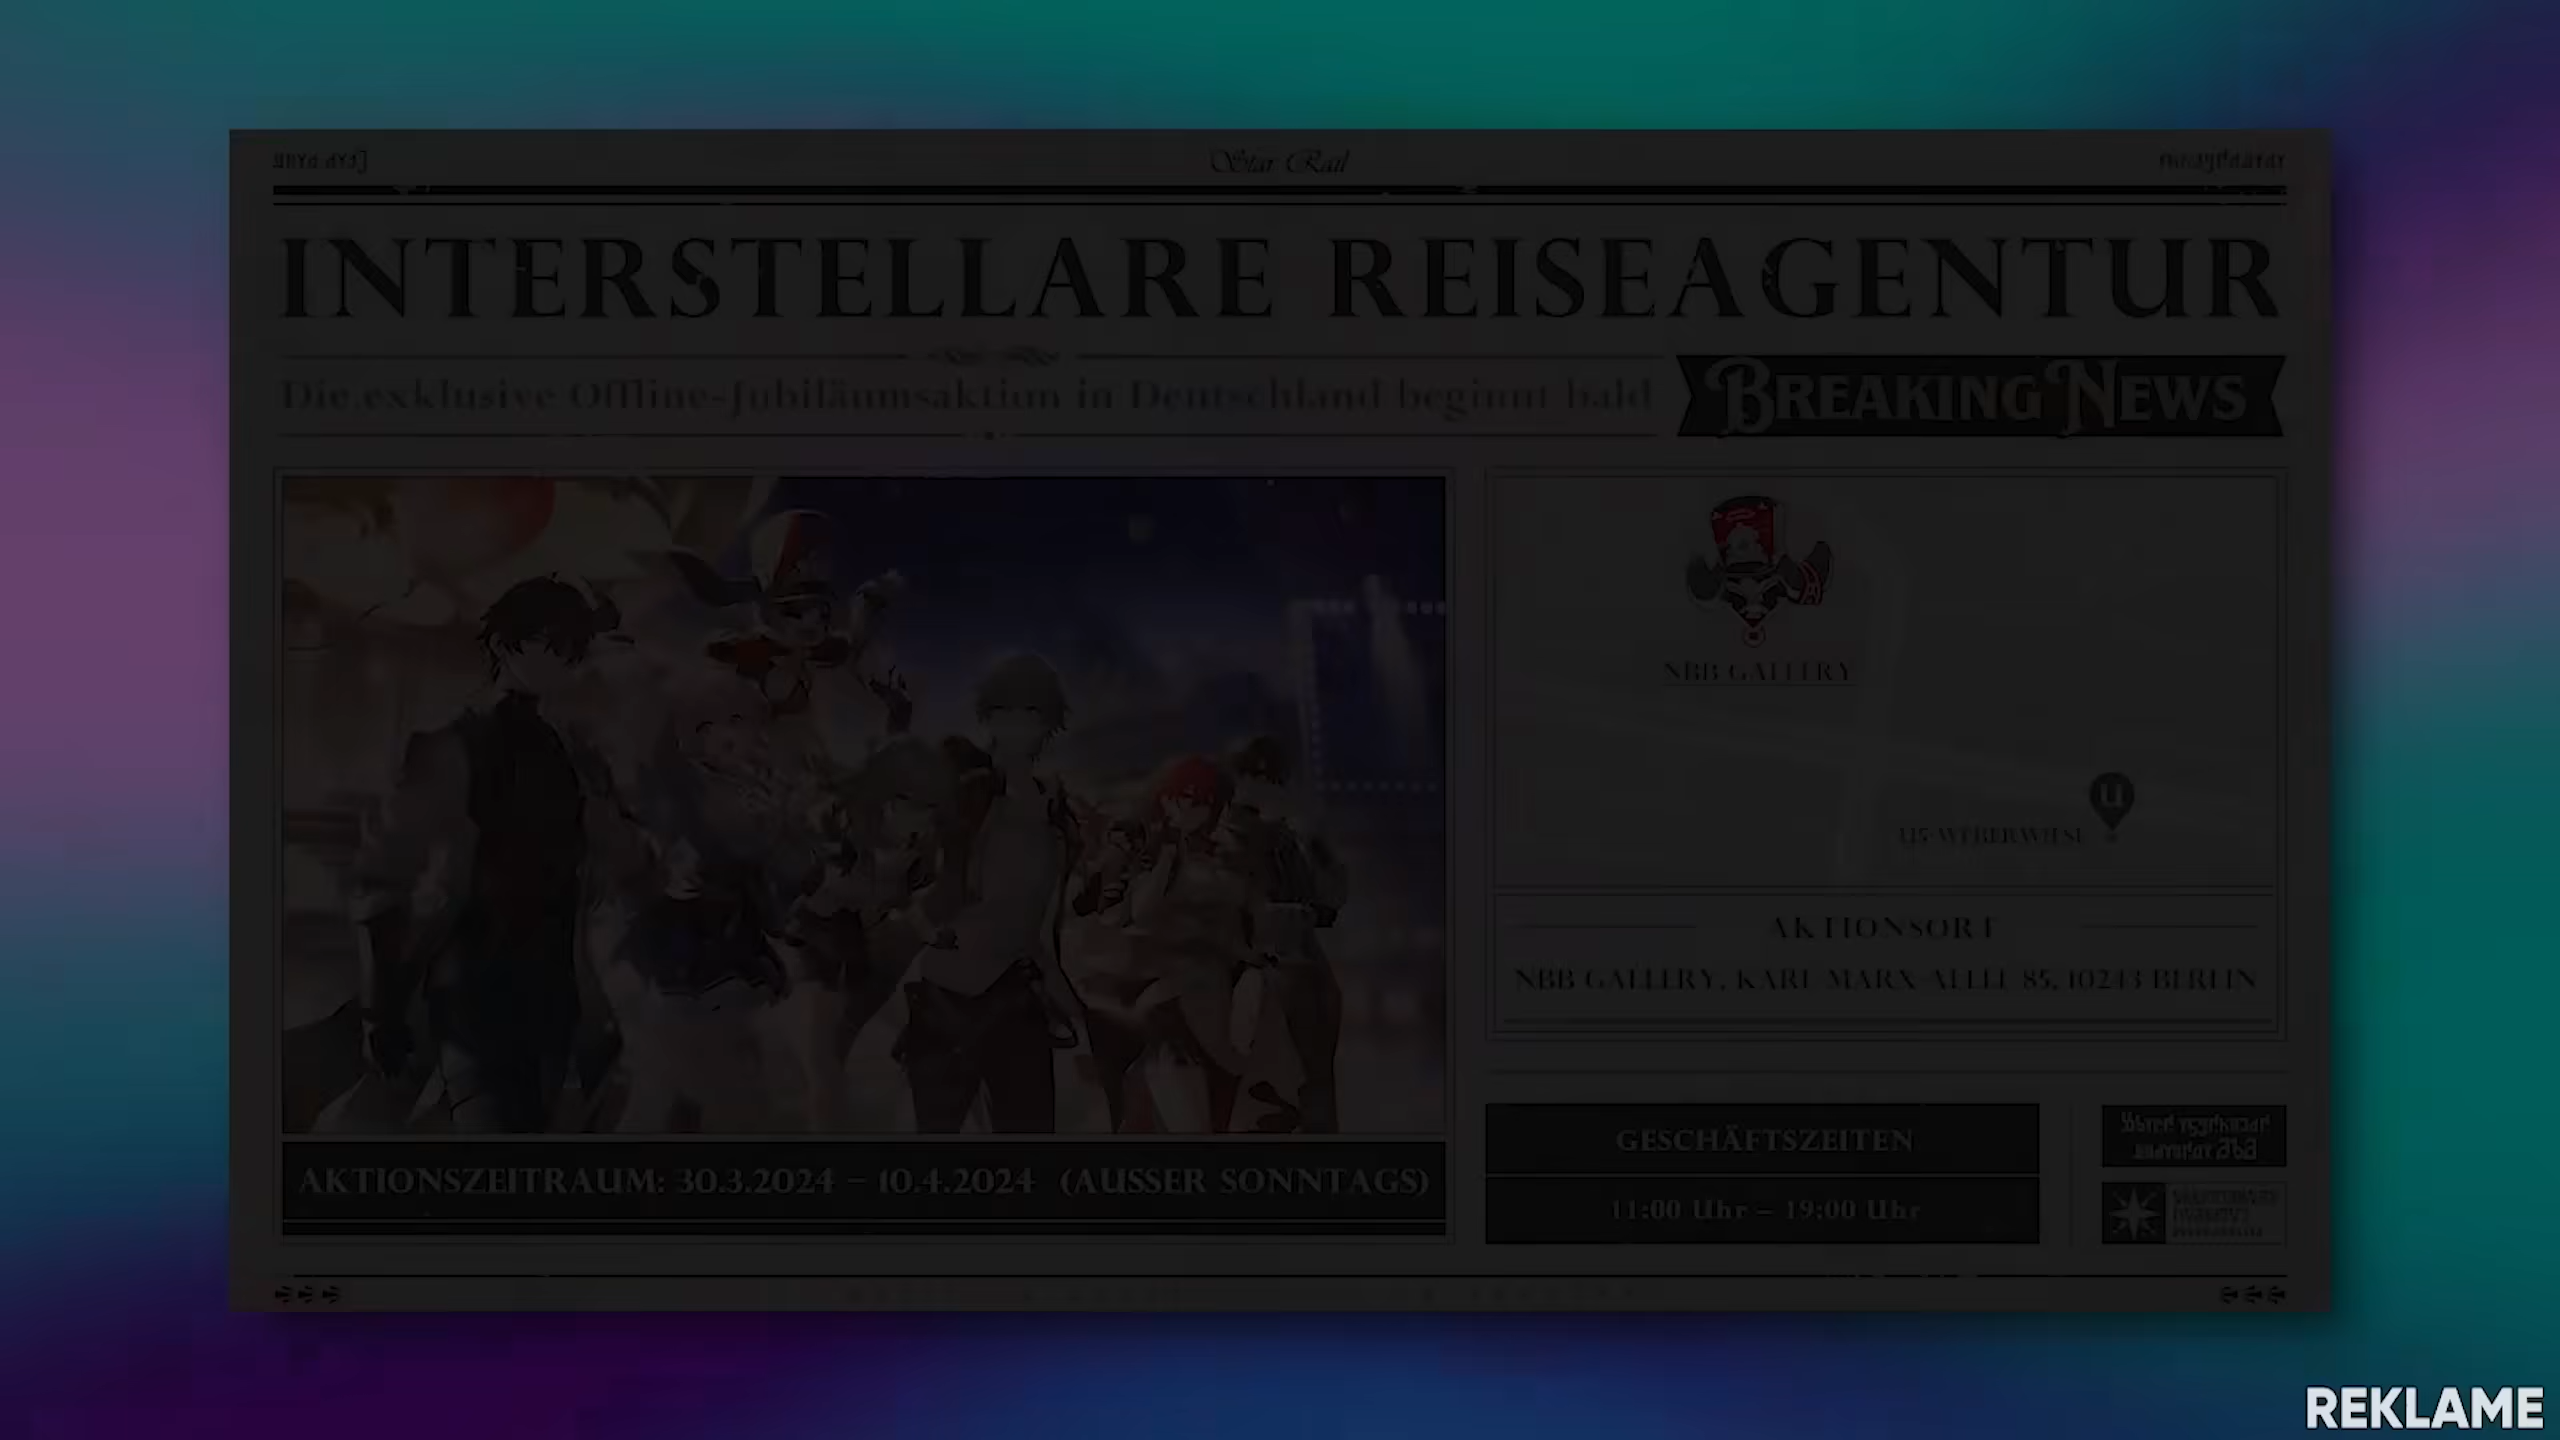 Star Rail
INTERSTELLARE REISEAGENTUR
Die exklusive Offline-Jubiläumsaktion in Deutschland beginnt bald
BREAKING NEWS
NBB GALLERY
U5-WEBERWIESE
AKTIONSORT
NBB GALLERY, KARL-MARX-ALLEE 85, 10243 BERLIN
AKTIONSZEITRAUM: 30.3.2024 – 10.4.2024 (AUSSER SONNTAGS)
GESCHÄFTSZEITEN
11:00 Uhr – 19:00 Uhr
REKLAME